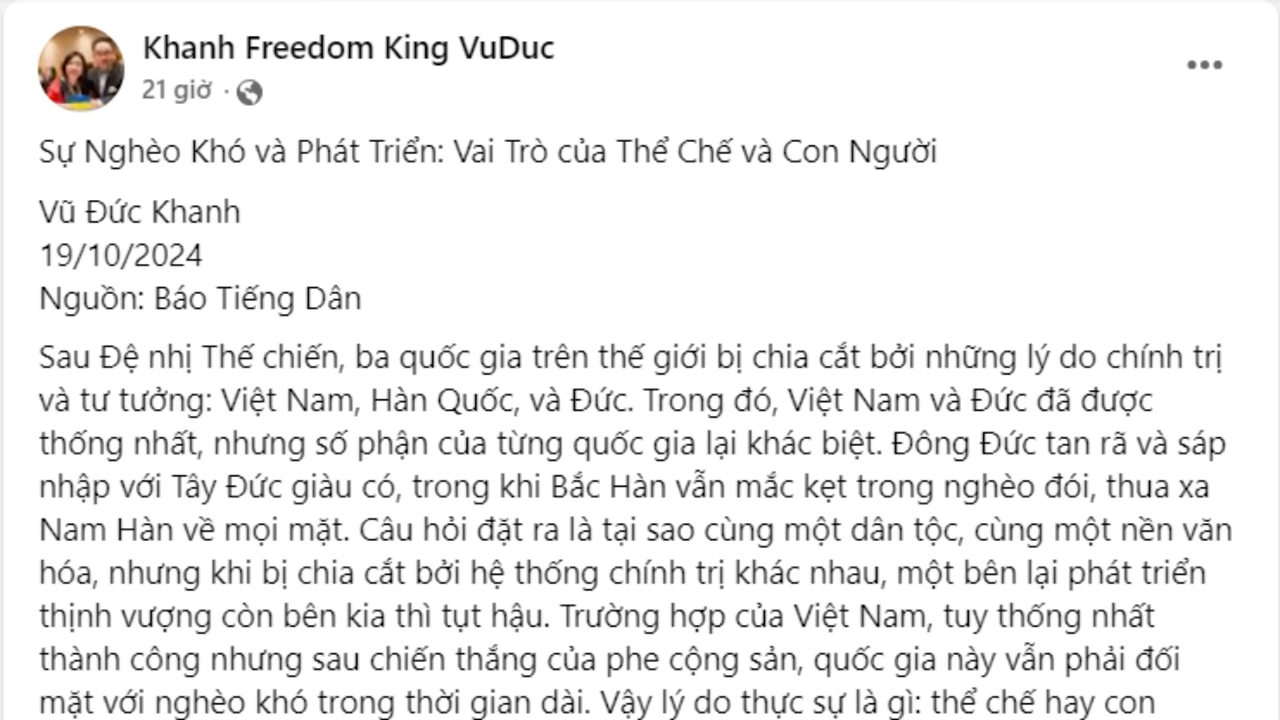 Khanh Freedom King VuDuc
21 giờ ·
Sự Nghèo Khó và Phát Triển: Vai Trò của Thể Chế và Con Người
Vũ Đức Khanh
19/10/2024
Nguồn: Báo Tiếng Dân
Sau Đệ nhị Thế chiến, ba quốc gia trên thế giới bị chia cắt bởi những lý do chính trị
và tư tưởng: Việt Nam, Hàn Quốc, và Đức. Trong đó, Việt Nam và Đức đã được
thống nhất, nhưng số phận của từng quốc gia lại khác biệt. Đông Đức tan rã và sáp
nhập với Tây Đức giàu có, trong khi Bắc Hàn vẫn mắc kẹt trong nghèo đói, thua xa
Nam Hàn về mọi mặt. Câu hỏi đặt ra là tại sao cùng một dân tộc, cùng một nền văn
hóa, nhưng khi bị chia cắt bởi hệ thống chính trị khác nhau, một bên lại phát triển
thịnh vượng còn bên kia thì tụt hậu. Trường hợp của Việt Nam, tuy thống nhất
thành công nhưng sau chiến thắng của phe cộng sản, quốc gia này vẫn phải đối
mặt với nghèo khó trong thời gian dài. Vậy lý do thực sự là gì: thể chế hay con